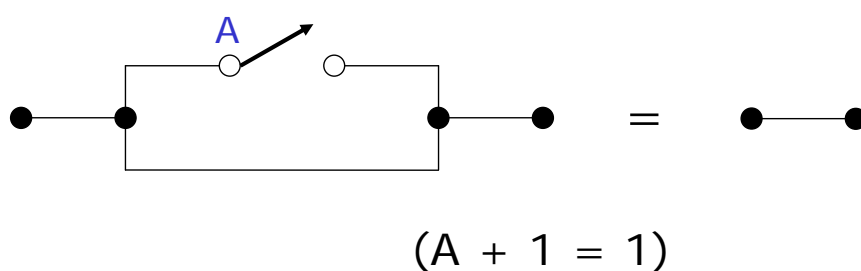 A
=
(A + 1 = 1)